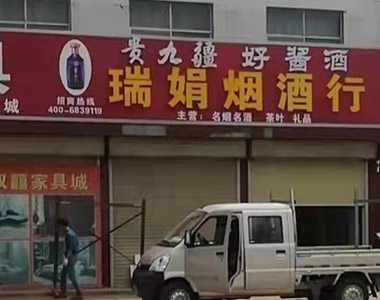 贵九疆 好酱酒
瑞娟烟酒行
招商热线
400-6839119
主营：名烟名酒 茶叶 礼品
具
城
家具城